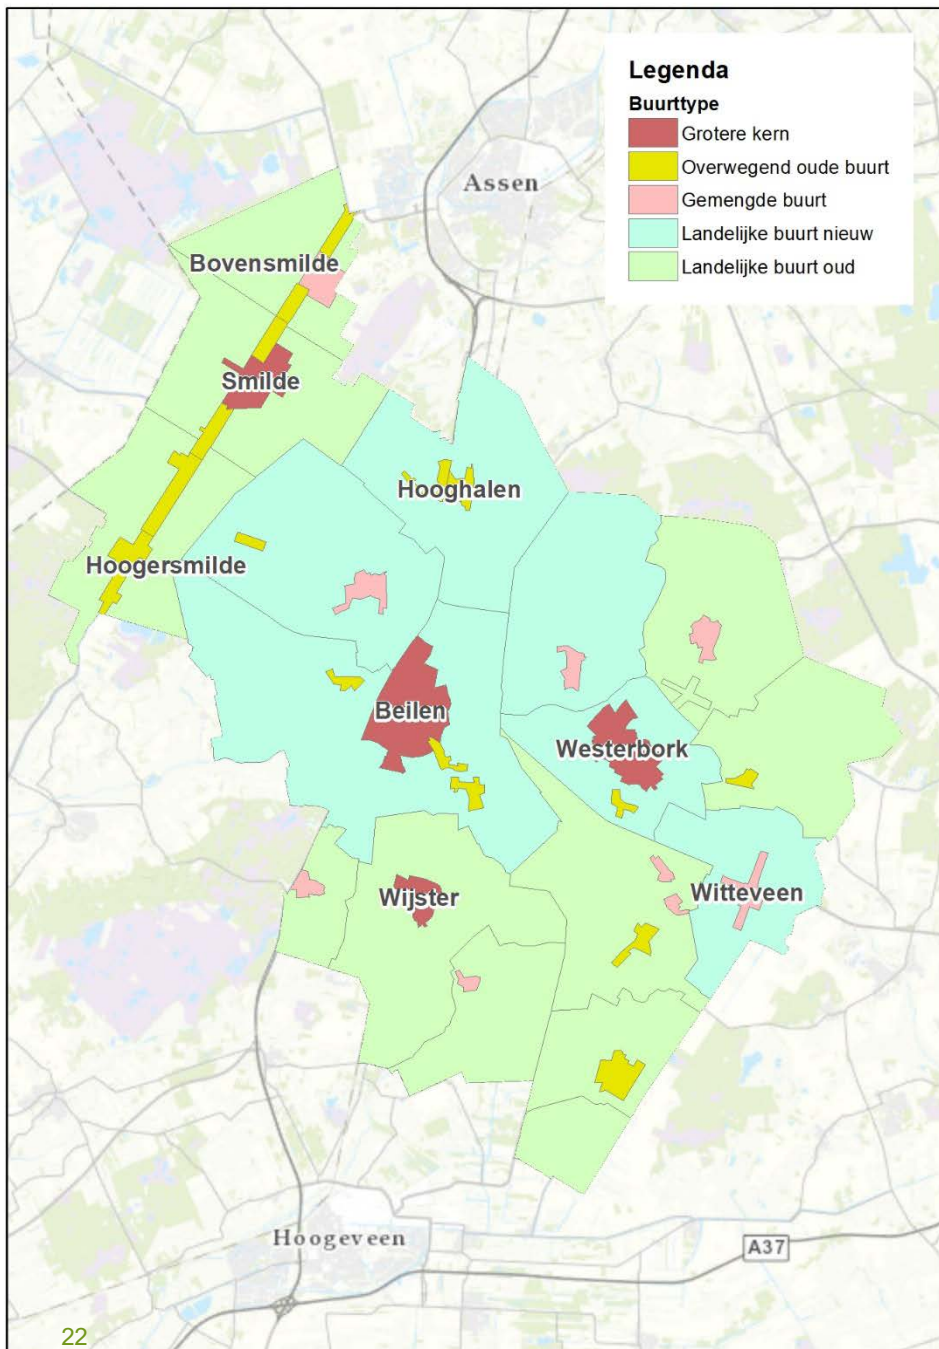 Legenda
Buurttype
Grotere kern
Overwegend oude buurt
Gemengde buurt
Landelijke buurt nieuw
Landelijke buurt oud
Assen
Bovensmilde
Smilde
Hooghalen
Hoogersmilde
Beilen
Westerbork
Wijster
Witteveen
Hoogeveen
A37
22